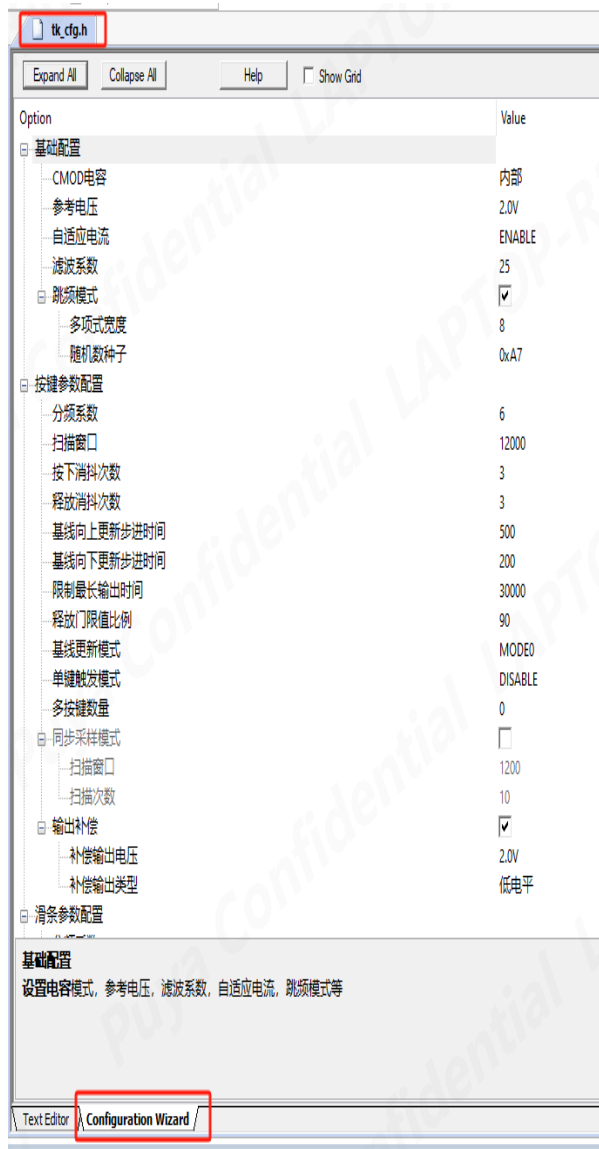 tk_cfg.h
Expand All Collapse All Help Show Grid
Option Value
基础配置
CMOD电容 内部
参考电压 2.0V
自适应电流 ENABLE
滤波系数 25
跳频模式
多项式宽度 8
随机数种子 0xA7
按键参数配置
分频系数 6
扫描窗口 12000
按下消抖次数 3
释放消抖次数 3
基线向上更新步进时间 500
基线向下更新步进时间 200
限制最长输出时间 30000
释放门限值比例 90
基线更新模式 MODE0
单键触发模式 DISABLE
多按键数量 0
同步采样模式
扫描窗口 1200
扫描次数 10
输出补偿
补偿输出电压 2.0V
补偿输出类型 低电平
滑条参数配置
基础配置
设置电容模式，参考电压，滤波系数，自适应电流，跳频模式等
Text Editor Configuration Wizard